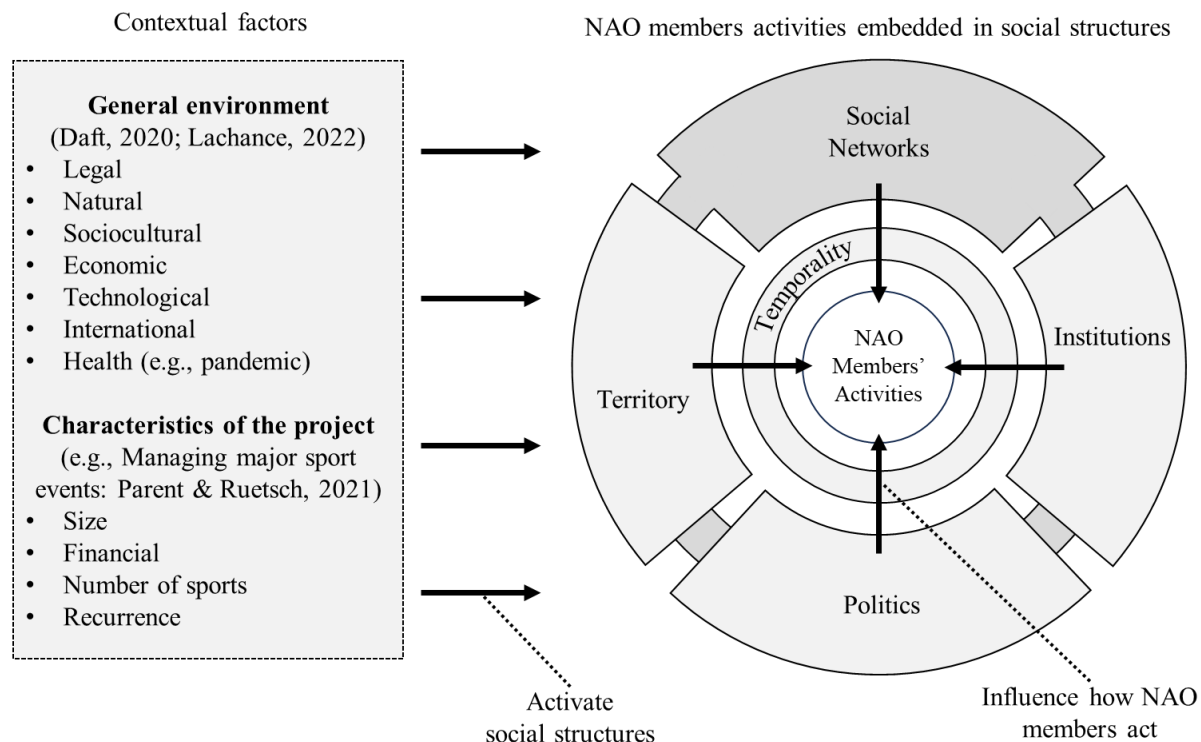 Contextual factors
General environment
(Daft, 2020; Lachance, 2022)
• Legal
• Natural
• Sociocultural
• Economic
• Technological
• International
• Health (e.g., pandemic)
Characteristics of the project
(e.g., Managing major sport
events: Parent & Ruetsch, 2021)
• Size
• Financial
• Number of sports
• Recurrence
Activate
social structures
NAO members activities embedded in social structures
Social
Networks
Temporality
Territory
NAO
Members’
Activities
Institutions
Politics
Influence how NAO
members act